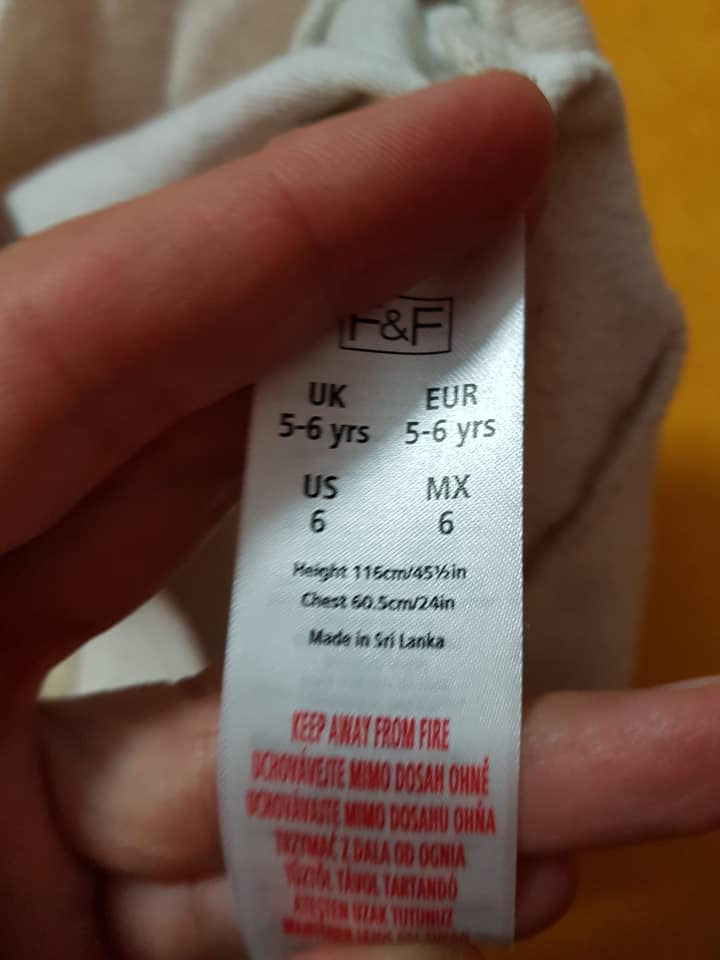 F&F
UK EUR
5-6 yrs 5-6 yrs
US MX
6 6
Height 116cm/45½in
Chest 60.5cm/24in
Made in Sri Lanka
KEEP AWAY FROM FIRE
UCHOVÁVEJTE MIMO DOSAH OHNĚ
UCHOVÁVAJTE MIMO DOSAHU OHŇA
TRZYMAĆ Z DALA OD OGNIA
TŰZTŐL TÁVOL TARTANDÓ
ATEŞTEN UZAK TUTUNUZ